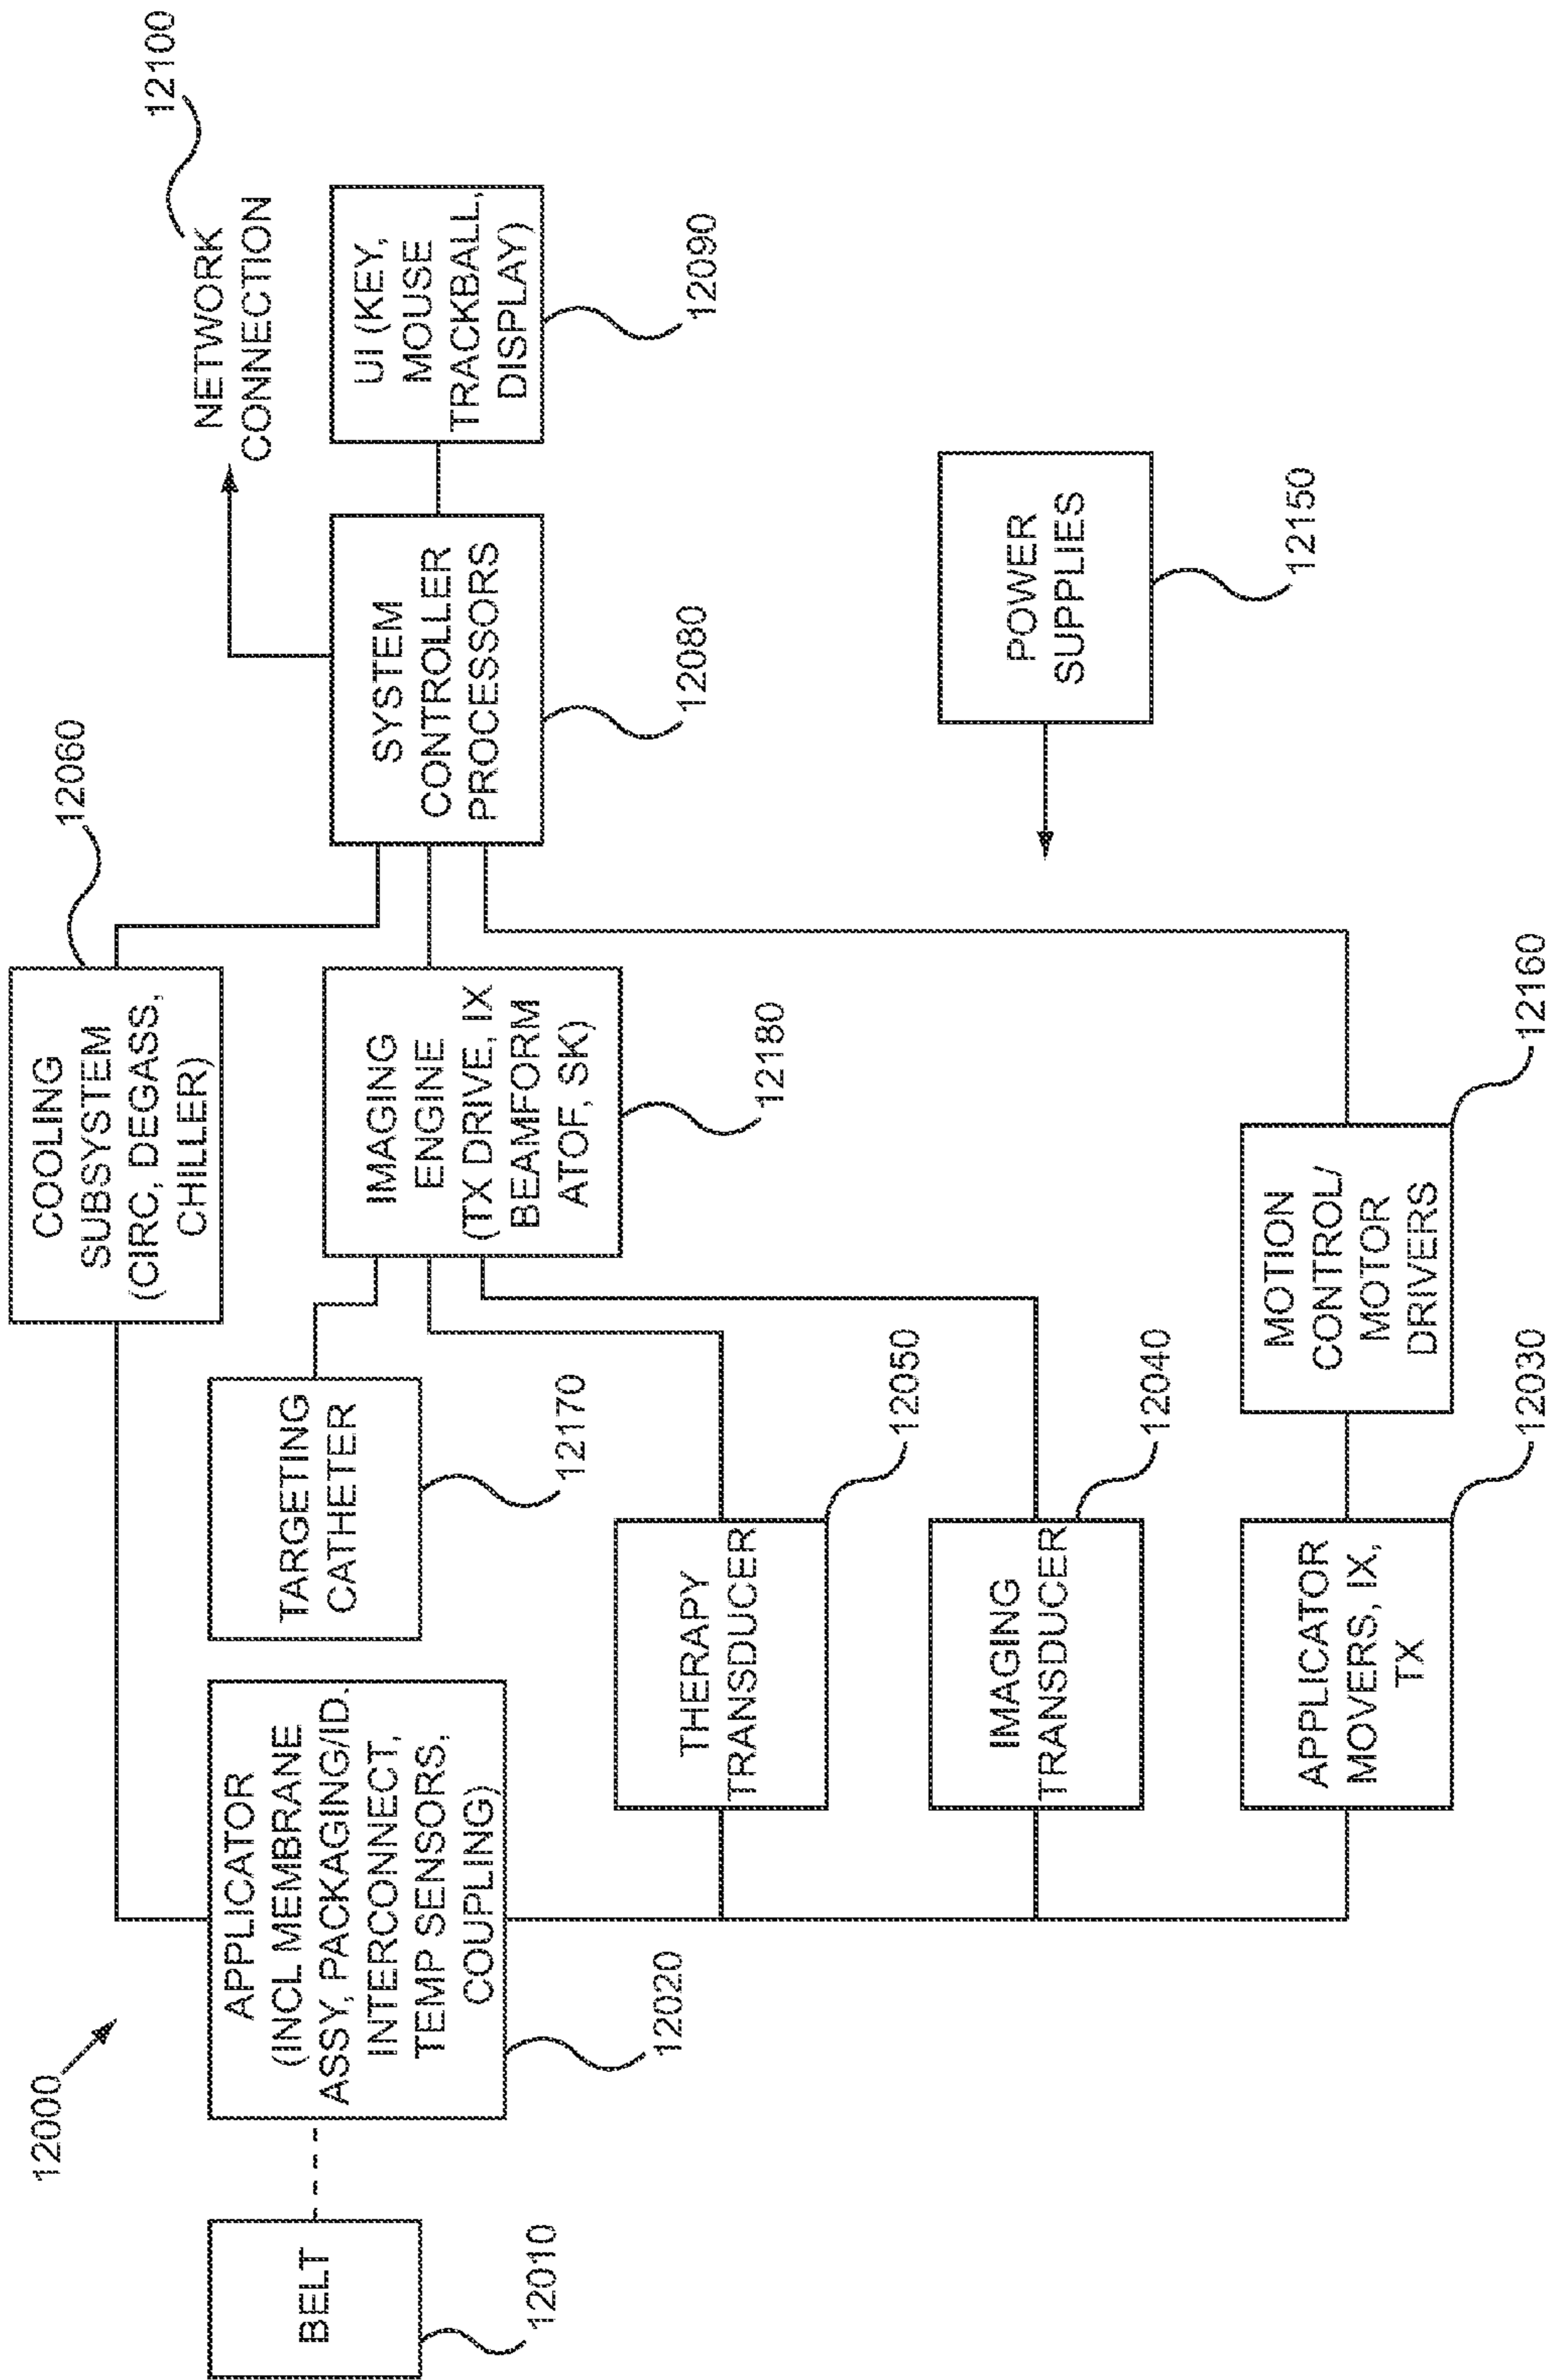 12000
BELT
12010
APPLICATOR
(INCL MEMBRANE
ASSY, PACKAGING/ID.
INTERCONNECT,
TEMP SENSORS,
COUPLING)
12020
TARGETING
CATHETER
12170
THERAPY
TRANSDUCER
12050
IMAGING
TRANSDUCER
12040
APPLICATOR
MOVERS, IX,
TX
12030
COOLING
SUBSYSTEM
(CIRC, DEGASS,
CHILLER)
12060
IMAGING
ENGINE
(TX DRIVE, IX
BEAMFORM
ATOF, SK)
12180
MOTION
CONTROL/
MOTOR
DRIVERS
12160
SYSTEM
CONTROLLER
PROCESSORS
12080
NETWORK
CONNECTION
12100
UI (KEY,
MOUSE
TRACKBALL,
DISPLAY)
12090
POWER
SUPPLIES
12150